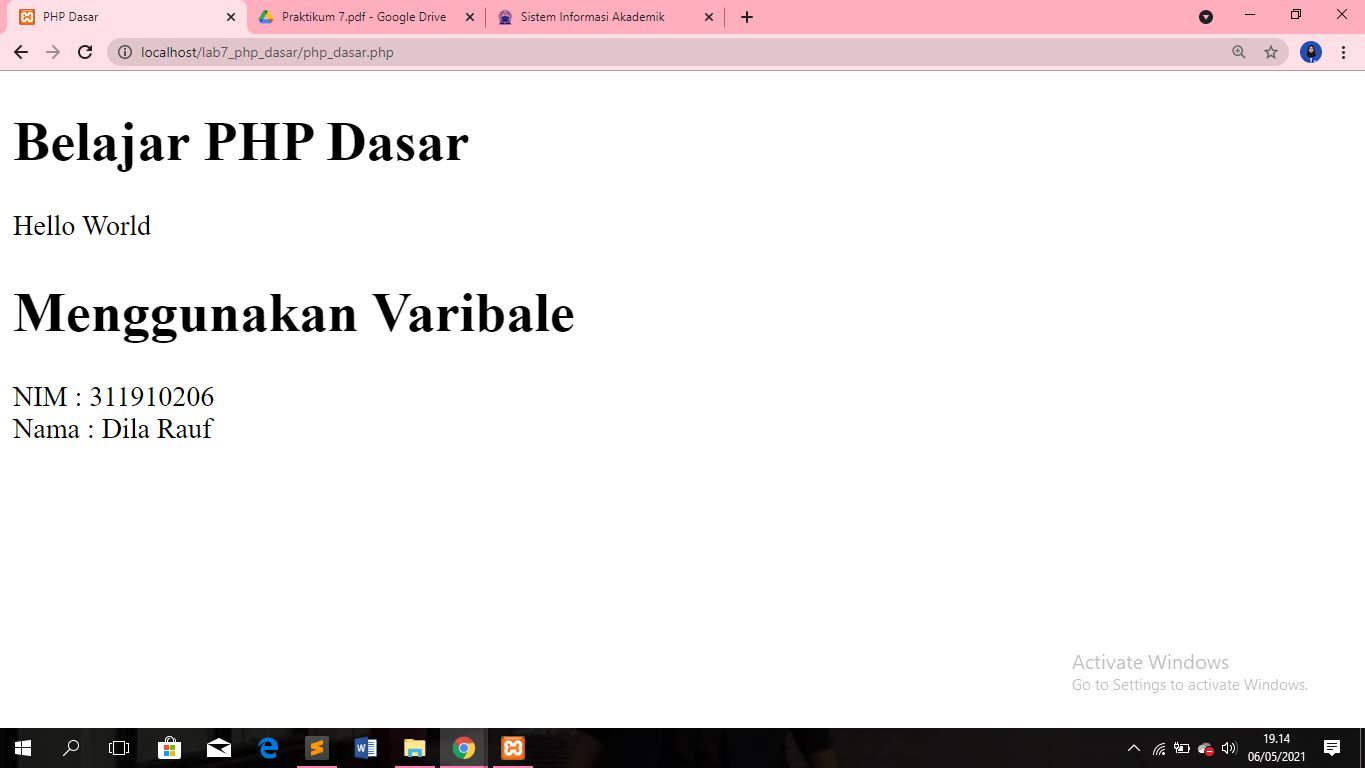 PHP Dasar
Praktikum 7.pdf - Google Drive
Sistem Informasi Akademik
localhost/lab7_php_dasar/php_dasar.php
Belajar PHP Dasar
Hello World
Menggunakan Varibale
NIM : 311910206
Nama : Dila Rauf
Activate Windows
Go to Settings to activate Windows.
19.14
06/05/2021